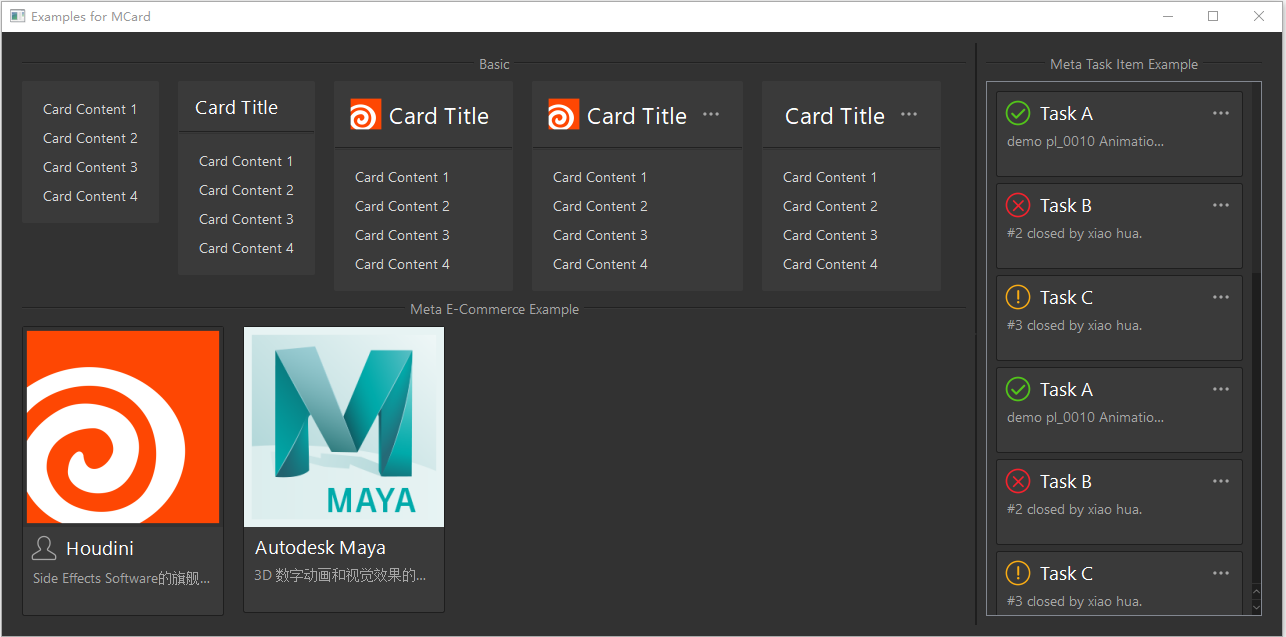 Examples for MCard
Basic
Card Content 1
Card Content 2
Card Content 3
Card Content 4
Card Title
Card Content 1
Card Content 2
Card Content 3
Card Content 4
Card Title
Card Content 1
Card Content 2
Card Content 3
Card Content 4
Card Title
Card Content 1
Card Content 2
Card Content 3
Card Content 4
Card Title
Card Content 1
Card Content 2
Card Content 3
Card Content 4
Meta E-Commerce Example
Houdini
Side Effects Software的旗舰...
MAYA
Autodesk Maya
3D 数字动画和视觉效果的...
Meta Task Item Example
Task A
demo pl_0010 Animatio...
Task B
#2 closed by xiao hua.
Task C
#3 closed by xiao hua.
Task A
demo pl_0010 Animatio...
Task B
#2 closed by xiao hua.
Task C
#3 closed by xiao hua.